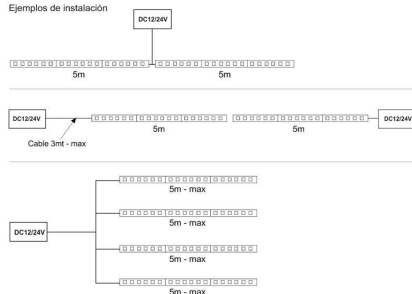 Ejemplos de instalación
DC12/24V
5m
5m
DC12/24V
DC12/24V
5m
5m
Cable 3mt - max
5m - max
5m - max
DC12/24V
5m - max
5m - max